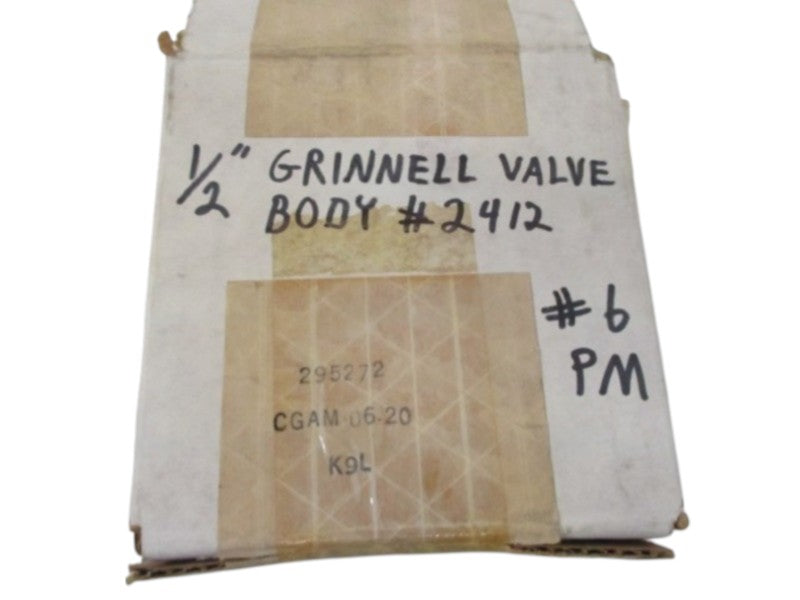 1/2" GRINNELL VALVE
BODY #2412
#6
PM
295272
CGAM-06-20
K9L